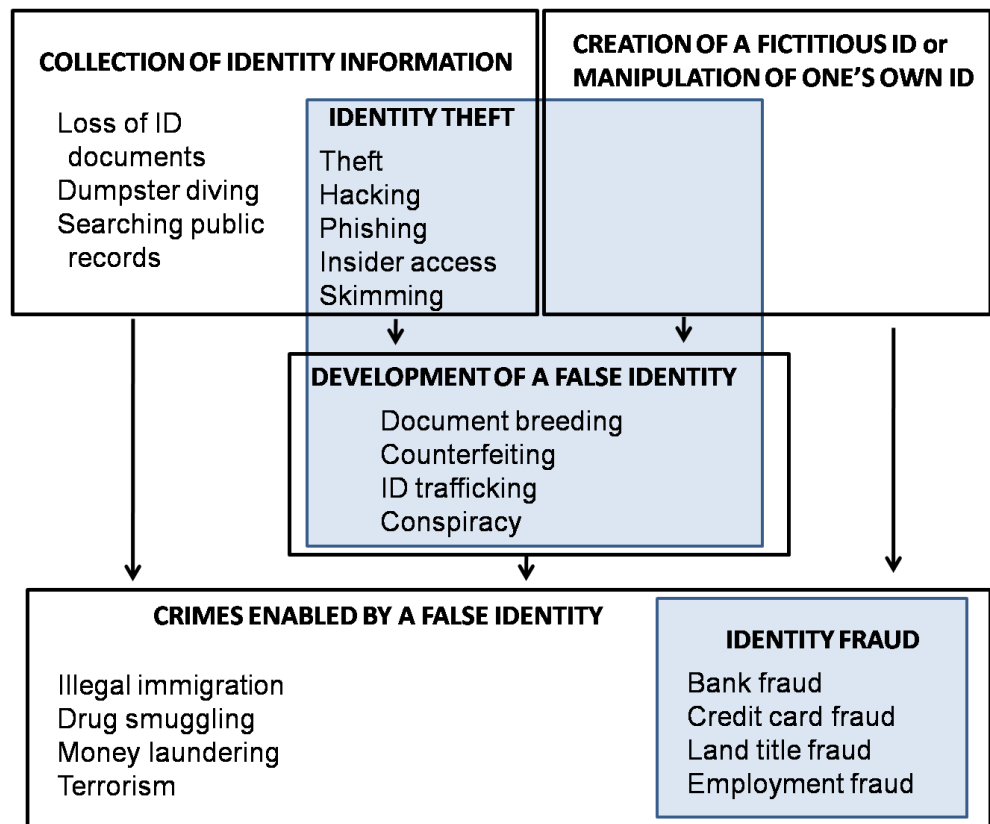 COLLECTION OF IDENTITY INFORMATION
Loss of ID
documents
Dumpster diving
Searching public
records
IDENTITY THEFT
Theft
Hacking
Phishing
Insider access
Skimming
CREATION OF A FICTITIOUS ID or
MANIPULATION OF ONE'S OWN ID
DEVELOPMENT OF A FALSE IDENTITY
Document breeding
Counterfeiting
ID trafficking
Conspiracy
CRIMES ENABLED BY A FALSE IDENTITY
Illegal immigration
Drug smuggling
Money laundering
Terrorism
IDENTITY FRAUD
Bank fraud
Credit card fraud
Land title fraud
Employment fraud